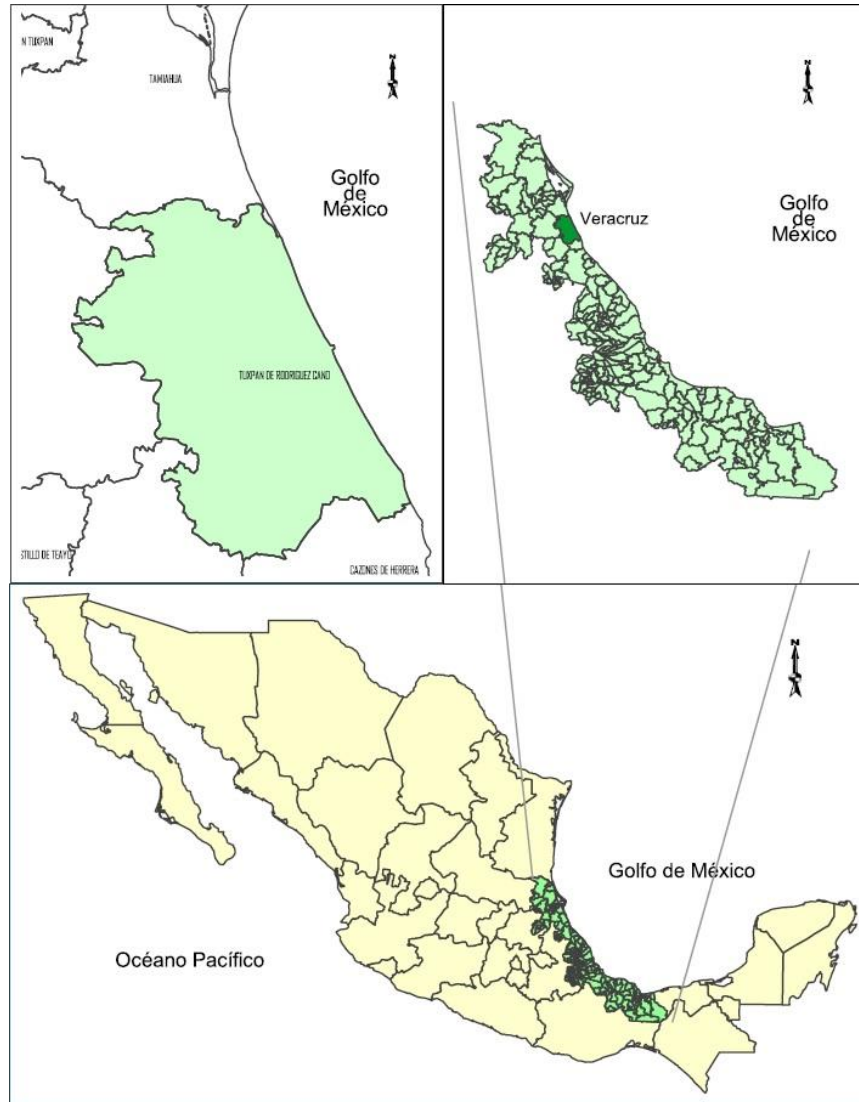 N TUXPAN
TAMIAHUA
Golfo
de
México
TUXPAN DE RODRIGUEZ CANO
STILLO DE TEAYO
CAZONES DE HERRERA
Veracruz
Golfo
de
México
Golfo de México
Océano Pacífico